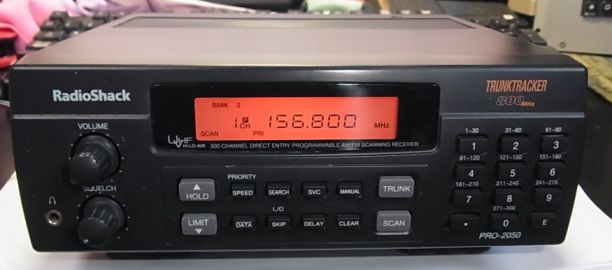 RadioShack
TRUNKTRACKER
800MHz
VOLUME
SQUELCH
BANK 2
1 P CH 156.800 MHz
SCAN PRI
UVHF
HI-LO-AIR 300 CHANNEL DIRECT ENTRY PROGRAMMABLE AM/FM SCANNING RECEIVER
PRIORITY
▲ HOLD SPEED SEARCH SVC MANUAL TRUNK
L/O
LIMIT ▼ DATA SKIP DELAY CLEAR SCAN
1-30 31-60 61-90
1 2 3
91-120 121-150 151-180
4 5 6
181-210 211-240 241-270
7 8 9
271-300
• 0 E
PRO-2050